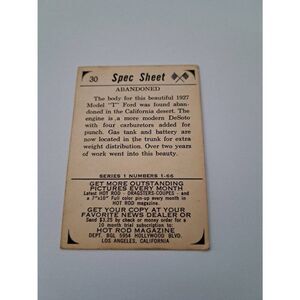 30 Spec Sheet
ABANDONED
The body for this beautiful 1927
Model "T" Ford was found aban-
doned in the California desert. The
engine is a more modern DeSoto
with four carburetors added for
punch. Gas tank and battery are
now located in the trunk for extra
weight distribution. Over two years
of work went into this beauty.
SERIES 1 NUMBERS 1-66
GET MORE OUTSTANDING
PICTURES EVERY MONTH
Latest HOT ROD - DRAGSTERS-COUPES - and
a 7"x10" Full color pin-up every month in
HOT ROD magazine.
GET YOUR COPY AT YOUR
FAVORITE NEWS DEALER OR
Send $3.25 by check or money order for a
10 month trial subscription to:
HOT ROD MAGAZINE
DEPT. BGL 5954 HOLLYWOOD BLVD.
LOS ANGELES, CALIFORNIA